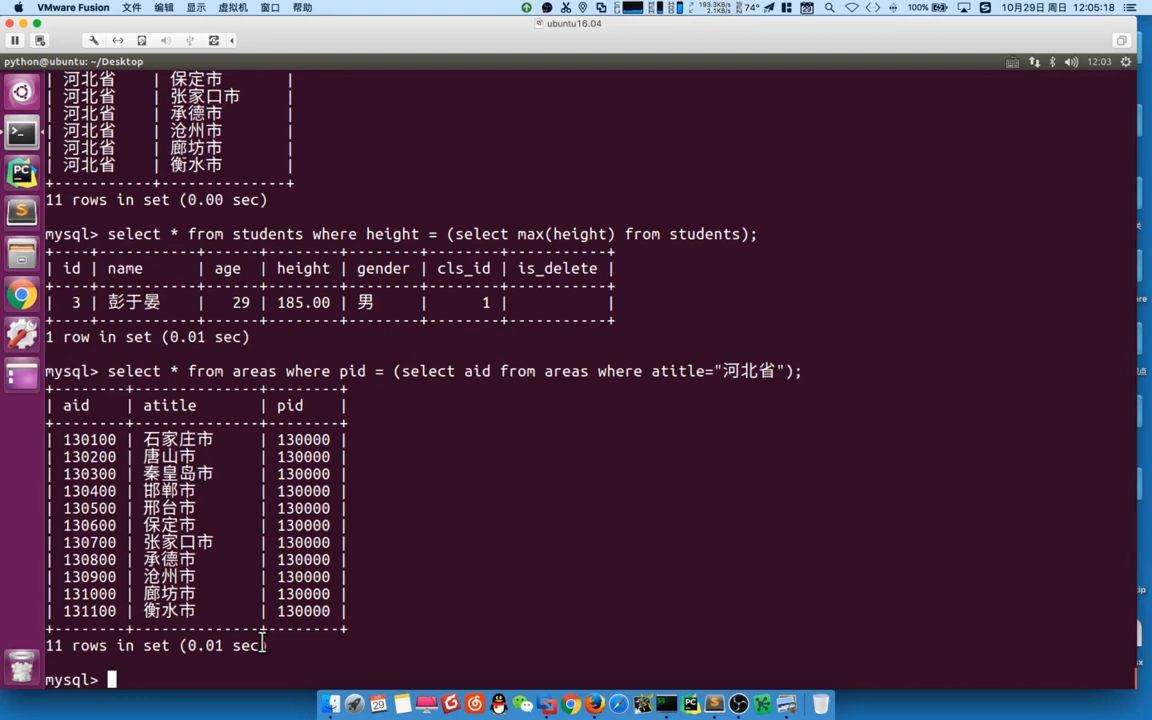 VMware Fusion 文件 编辑 显示 虚拟机 窗口 帮助 193.3KB/s 2.1KB/s 74° 100% 10月29日 周日 12:05:18
ubuntu16.04
python@ubuntu: ~/Desktop 12:03
| 河北省 | 保定市 |
| 河北省 | 张家口市 |
| 河北省 | 承德市 |
| 河北省 | 沧州市 |
| 河北省 | 廊坊市 |
| 河北省 | 衡水市 |
+-----------+--------------+
11 rows in set (0.00 sec)
mysql> select * from students where height = (select max(height) from students);
+----+-----------+------+--------+--------+--------+-----------+
| id | name | age | height | gender | cls_id | is_delete |
+----+-----------+------+--------+--------+--------+-----------+
| 3 | 彭于晏 | 29 | 185.00 | 男 | 1 | |
+----+-----------+------+--------+--------+--------+-----------+
1 row in set (0.01 sec)
mysql> select * from areas where pid = (select aid from areas where atitle="河北省");
+--------+--------------+--------+
| aid | atitle | pid |
+--------+--------------+--------+
| 130100 | 石家庄市 | 130000 |
| 130200 | 唐山市 | 130000 |
| 130300 | 秦皇岛市 | 130000 |
| 130400 | 邯郸市 | 130000 |
| 130500 | 邢台市 | 130000 |
| 130600 | 保定市 | 130000 |
| 130700 | 张家口市 | 130000 |
| 130800 | 承德市 | 130000 |
| 130900 | 沧州市 | 130000 |
| 131000 | 廊坊市 | 130000 |
| 131100 | 衡水市 | 130000 |
+--------+--------------+--------+
11 rows in set (0.01 sec)
mysql>